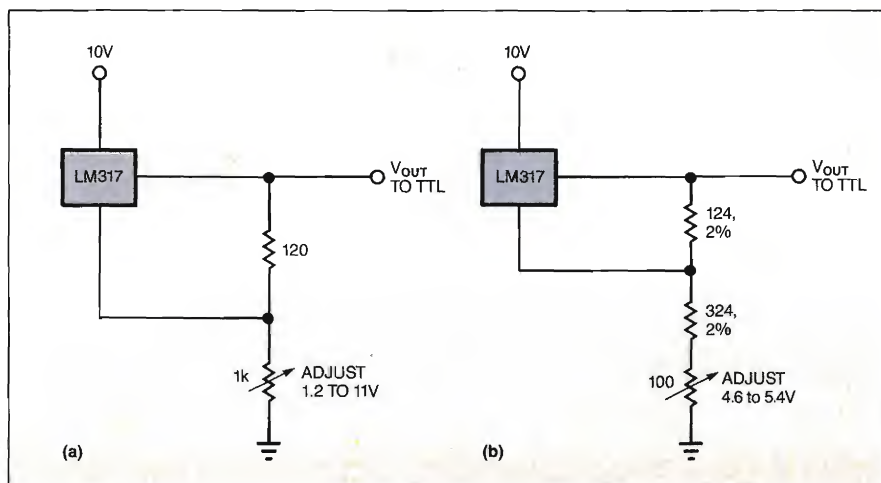 10V
LM317
VOUT
TO TTL
120
1k
ADJUST
1.2 TO 11V
(a)
10V
LM317
VOUT
TO TTL
124,
2%
324,
2%
100
ADJUST
4.6 to 5.4V
(b)